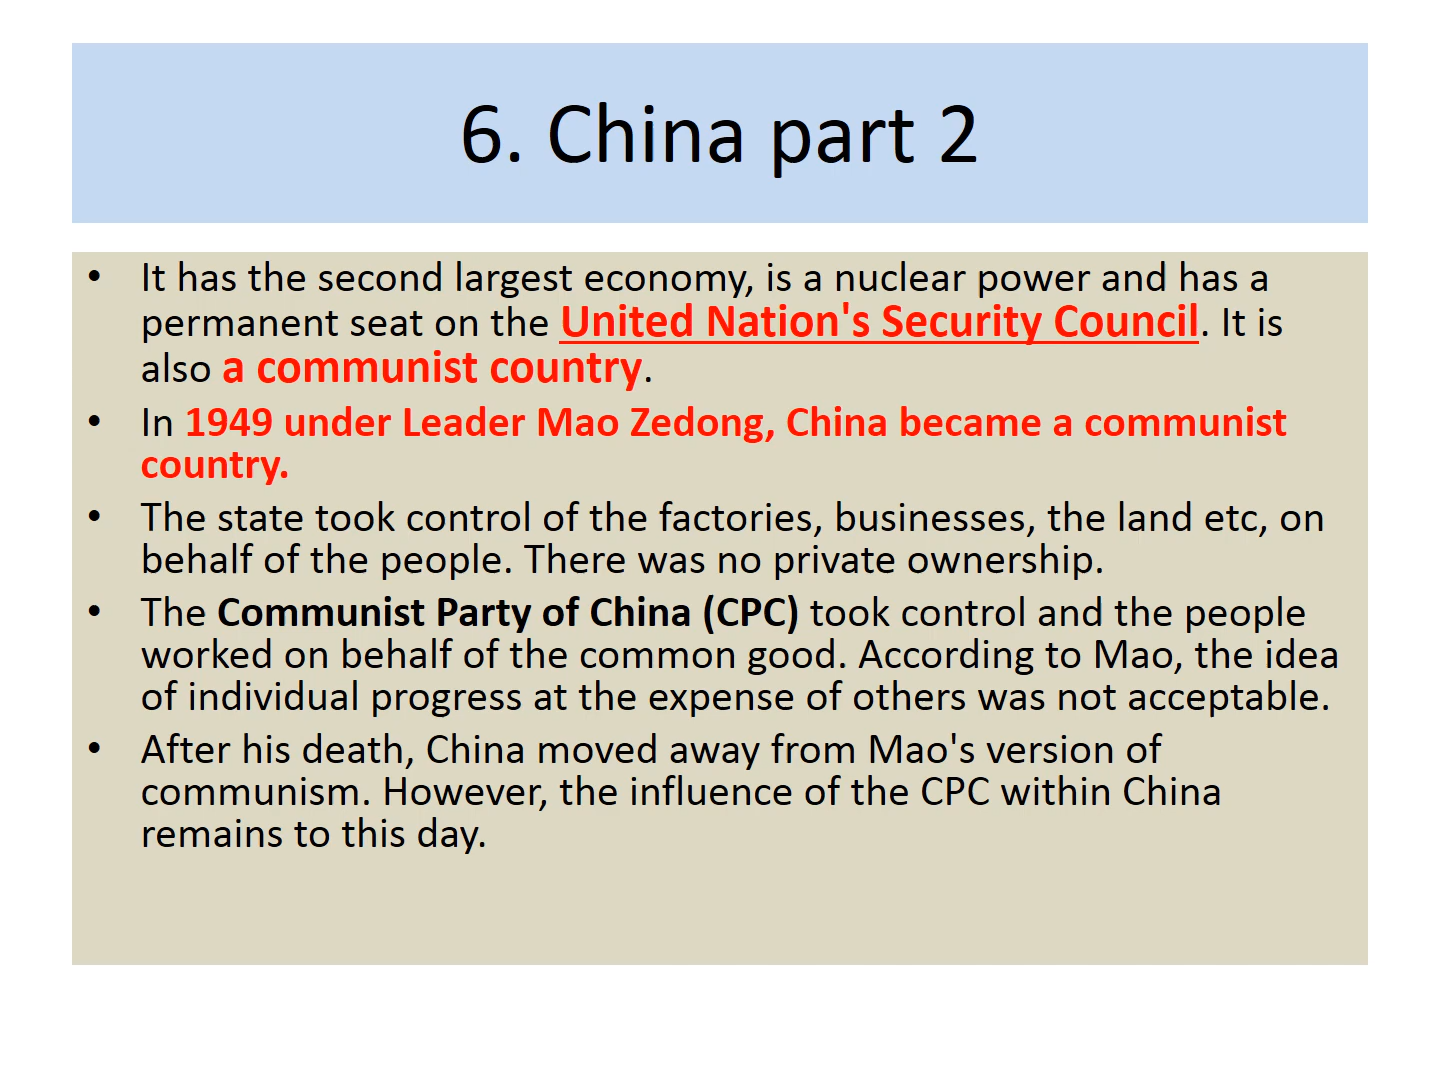 6. China part 2
• It has the second largest economy, is a nuclear power and has a
permanent seat on the United Nation's Security Council. It is
also a communist country.
• In 1949 under Leader Mao Zedong, China became a communist
country.
• The state took control of the factories, businesses, the land etc, on
behalf of the people. There was no private ownership.
• The Communist Party of China (CPC) took control and the people
worked on behalf of the common good. According to Mao, the idea
of individual progress at the expense of others was not acceptable.
• After his death, China moved away from Mao's version of
communism. However, the influence of the CPC within China
remains to this day.